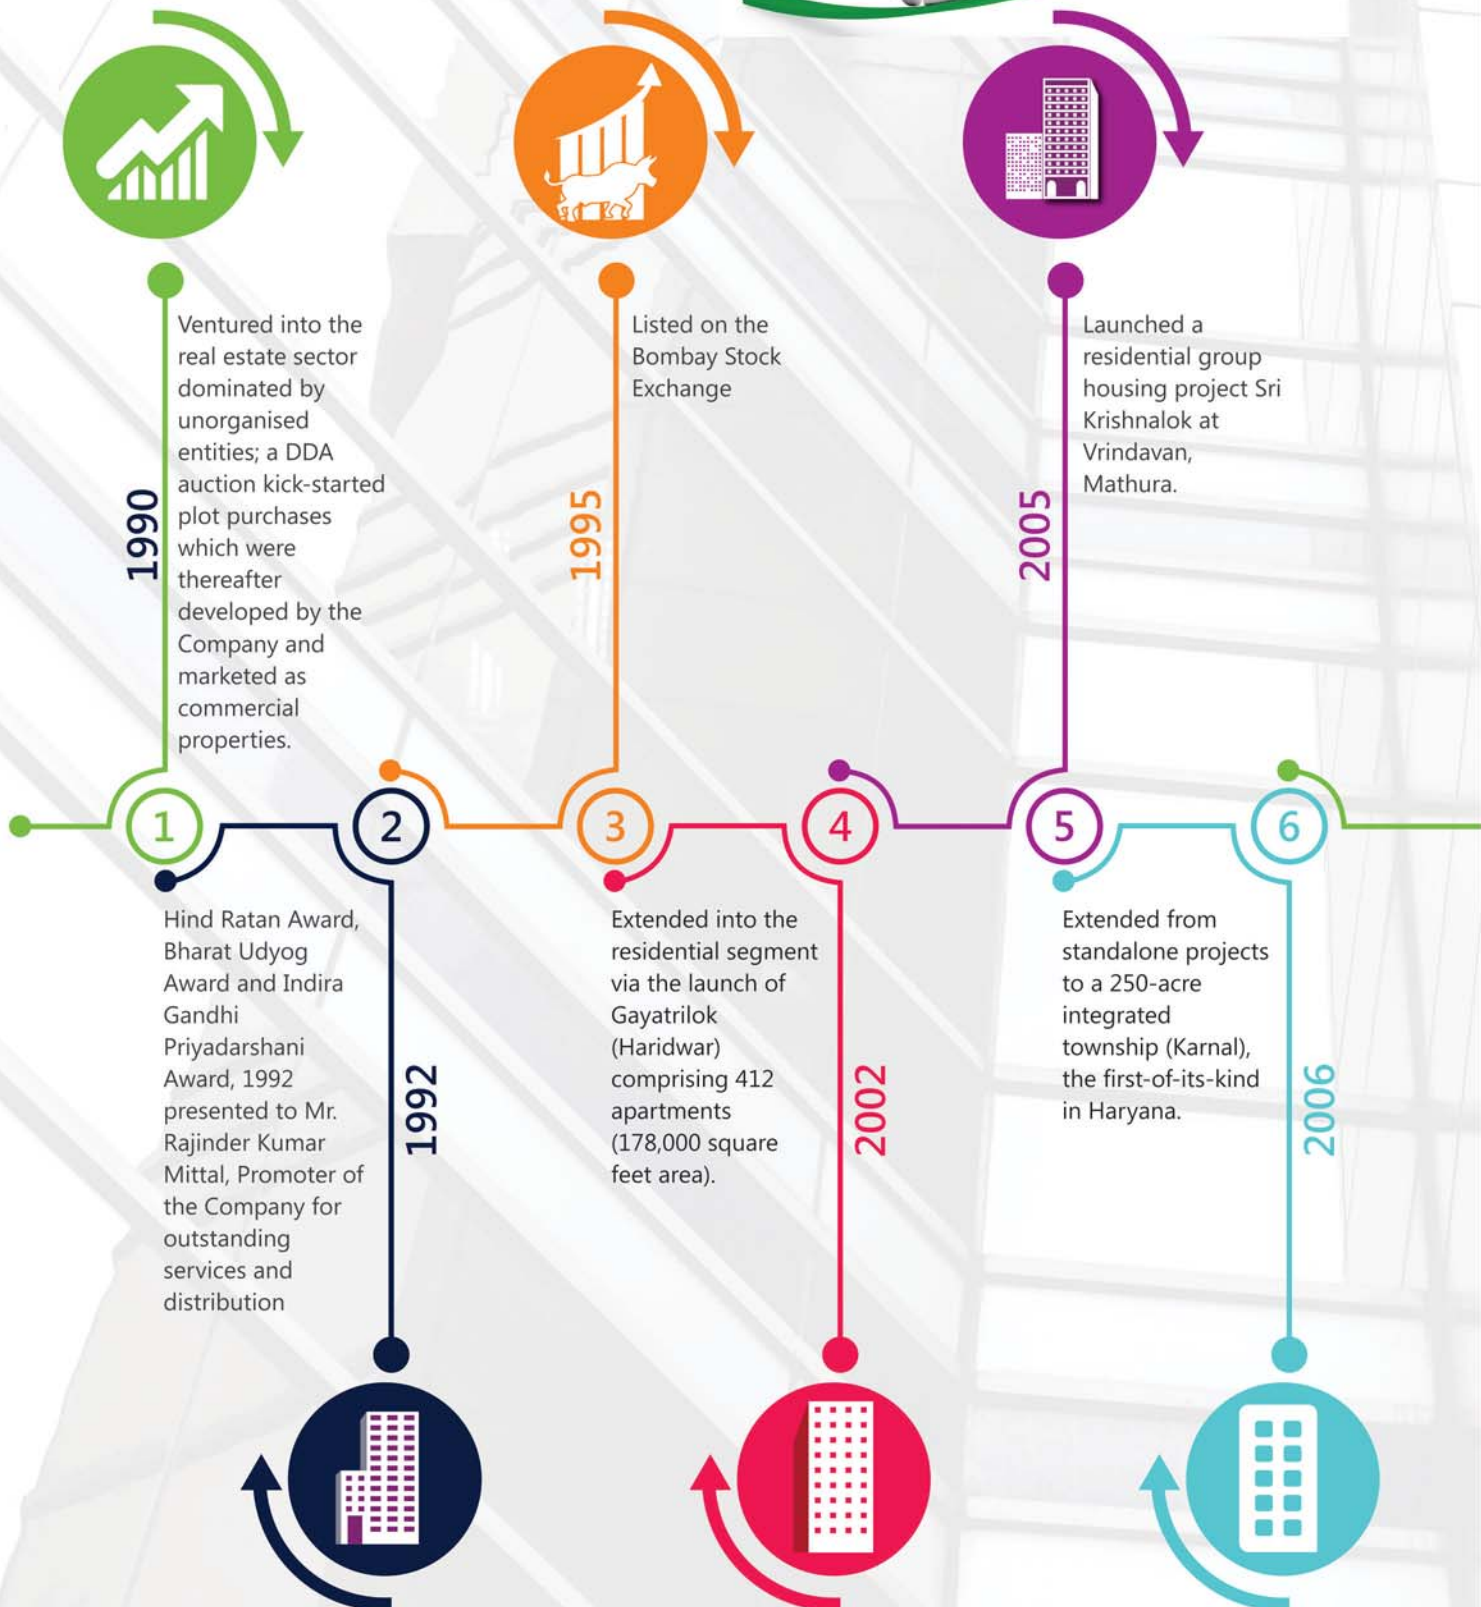 1990
Ventured into the
real estate sector
dominated by
unorganised
entities; a DDA
auction kick-started
plot purchases
which were
thereafter
developed by the
Company and
marketed as
commercial
properties.
1995
Listed on the
Bombay Stock
Exchange
2005
Launched a
residential group
housing project Sri
Krishnalok at
Vrindavan,
Mathura.
1
2
3
4
5
6
Hind Ratan Award,
Bharat Udyog
Award and Indira
Gandhi
Priyadarshani
Award, 1992
presented to Mr.
Rajinder Kumar
Mittal, Promoter of
the Company for
outstanding
services and
distribution
1992
Extended into the
residential segment
via the launch of
Gayatrilok
(Haridwar)
comprising 412
apartments
(178,000 square
feet area).
2002
Extended from
standalone projects
to a 250-acre
integrated
township (Karnal),
the first-of-its-kind
in Haryana.
2006